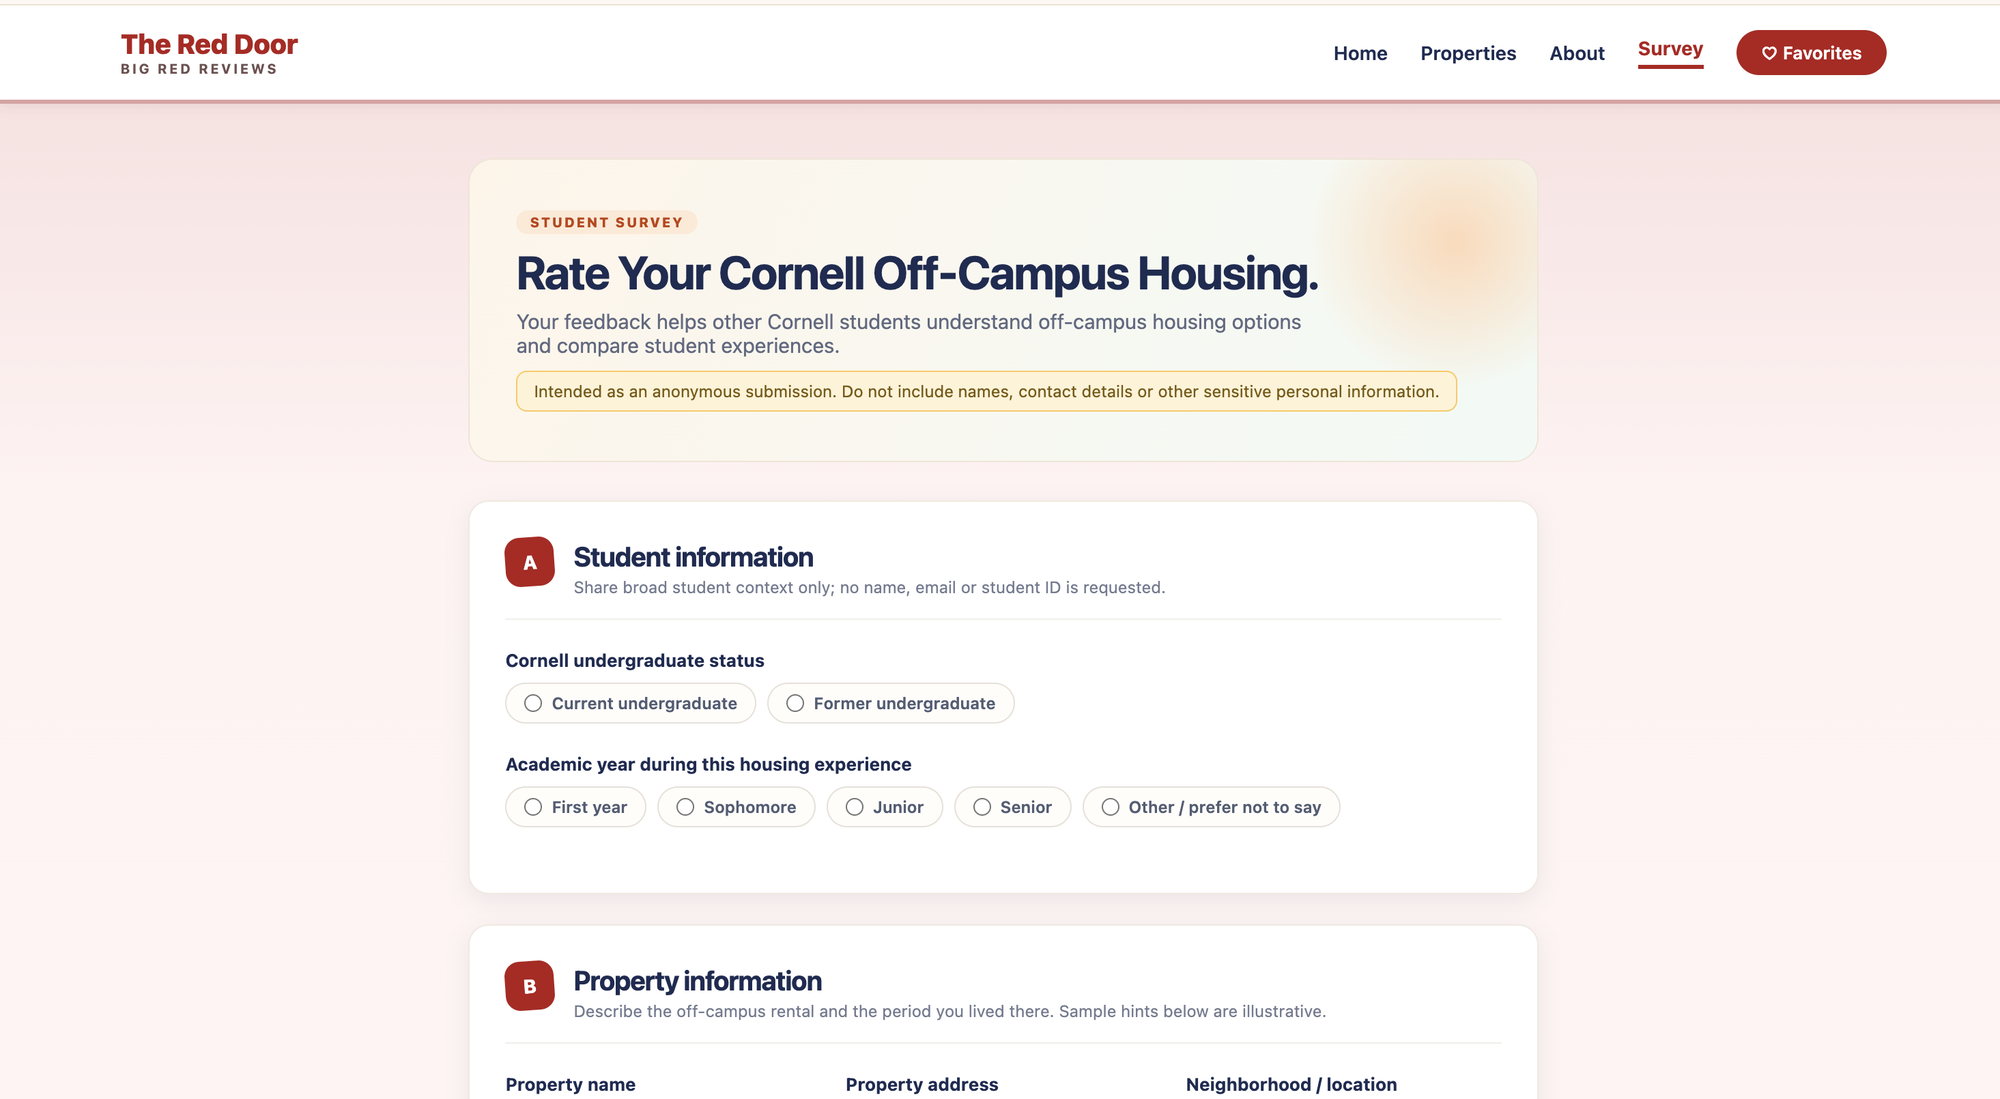 The Red Door
BIG RED REVIEWS
Home
Properties
About
Survey
♡ Favorites
STUDENT SURVEY
Rate Your Cornell Off-Campus Housing.
Your feedback helps other Cornell students understand off-campus housing options
and compare student experiences.
Intended as an anonymous submission. Do not include names, contact details or other sensitive personal information.
A
Student information
Share broad student context only; no name, email or student ID is requested.
Cornell undergraduate status
Current undergraduate
Former undergraduate
Academic year during this housing experience
First year
Sophomore
Junior
Senior
Other / prefer not to say
B
Property information
Describe the off-campus rental and the period you lived there. Sample hints below are illustrative.
Property name
Property address
Neighborhood / location